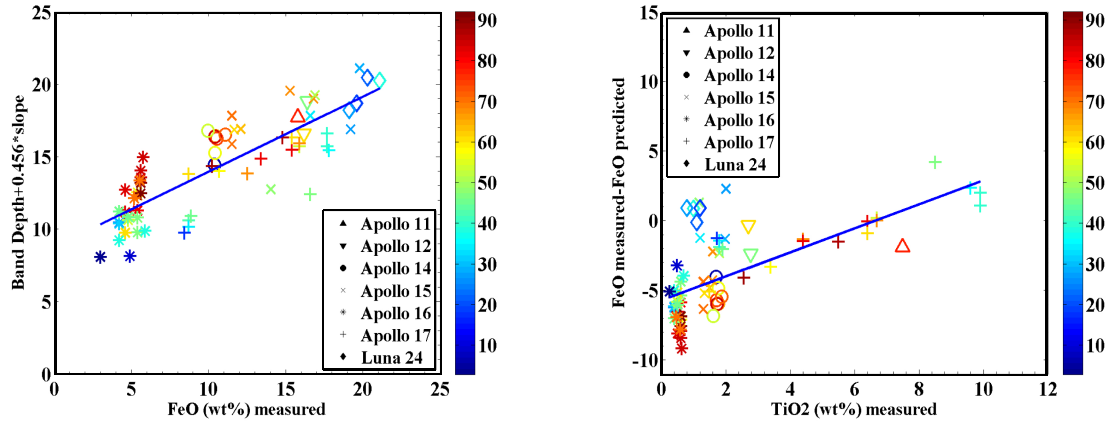 25
20
15
10
5
0
Band Depth+0.456*slope
0
5
10
15
20
25
FeO (wt%) measured
Apollo 11
Apollo 12
Apollo 14
Apollo 15
Apollo 16
Apollo 17
Luna 24
90
80
70
60
50
40
30
20
10
15
10
5
0
-5
-10
FeO measured-FeO predicted
0
2
4
6
8
10
12
TiO2 (wt%) measured
Apollo 11
Apollo 12
Apollo 14
Apollo 15
Apollo 16
Apollo 17
Luna 24
90
80
70
60
50
40
30
20
10